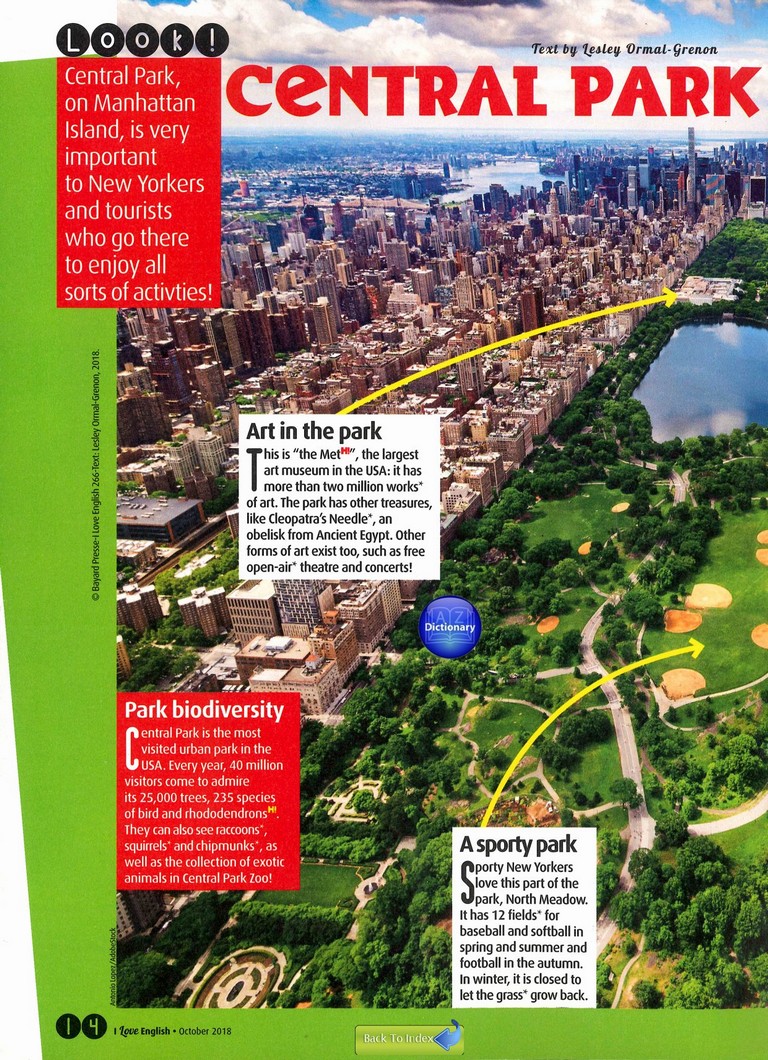 Look!
Text by Lesley Ormal-Grenon
CENTRAL PARK
Central Park,
on Manhattan
Island, is very
important
to New Yorkers
and tourists
who go there
to enjoy all
sorts of activties!
© Bayard Presse-I Love English 266-Text: Lesley Ormal-Grenon, 2018.
Art in the park
This is “the Met", the largest
art museum in the USA: it has
more than two million works*
of art. The park has other treasures,
like Cleopatra's Needle*, an
obelisk from Ancient Egypt. Other
forms of art exist too, such as free
open-air* theatre and concerts!
AZ
Dictionary
Park biodiversity
Central Park is the most
visited urban park in the
USA. Every year, 40 million
visitors come to admire
its 25,000 trees, 235 species
of bird and rhododendrons.
They can also see raccoons*,
squirrels* and chipmunks*, as
well as the collection of exotic
animals in Central Park Zoo!
A sporty park
Sporty New Yorkers
love this part of the
park, North Meadow.
It has 12 fields* for
baseball and softball in
spring and summer and
football in the autumn.
In winter, it is closed to
let the grass* grow back.
Antonio Lopez/AdobeStock
14 I Love English • October 2018
Back To Index